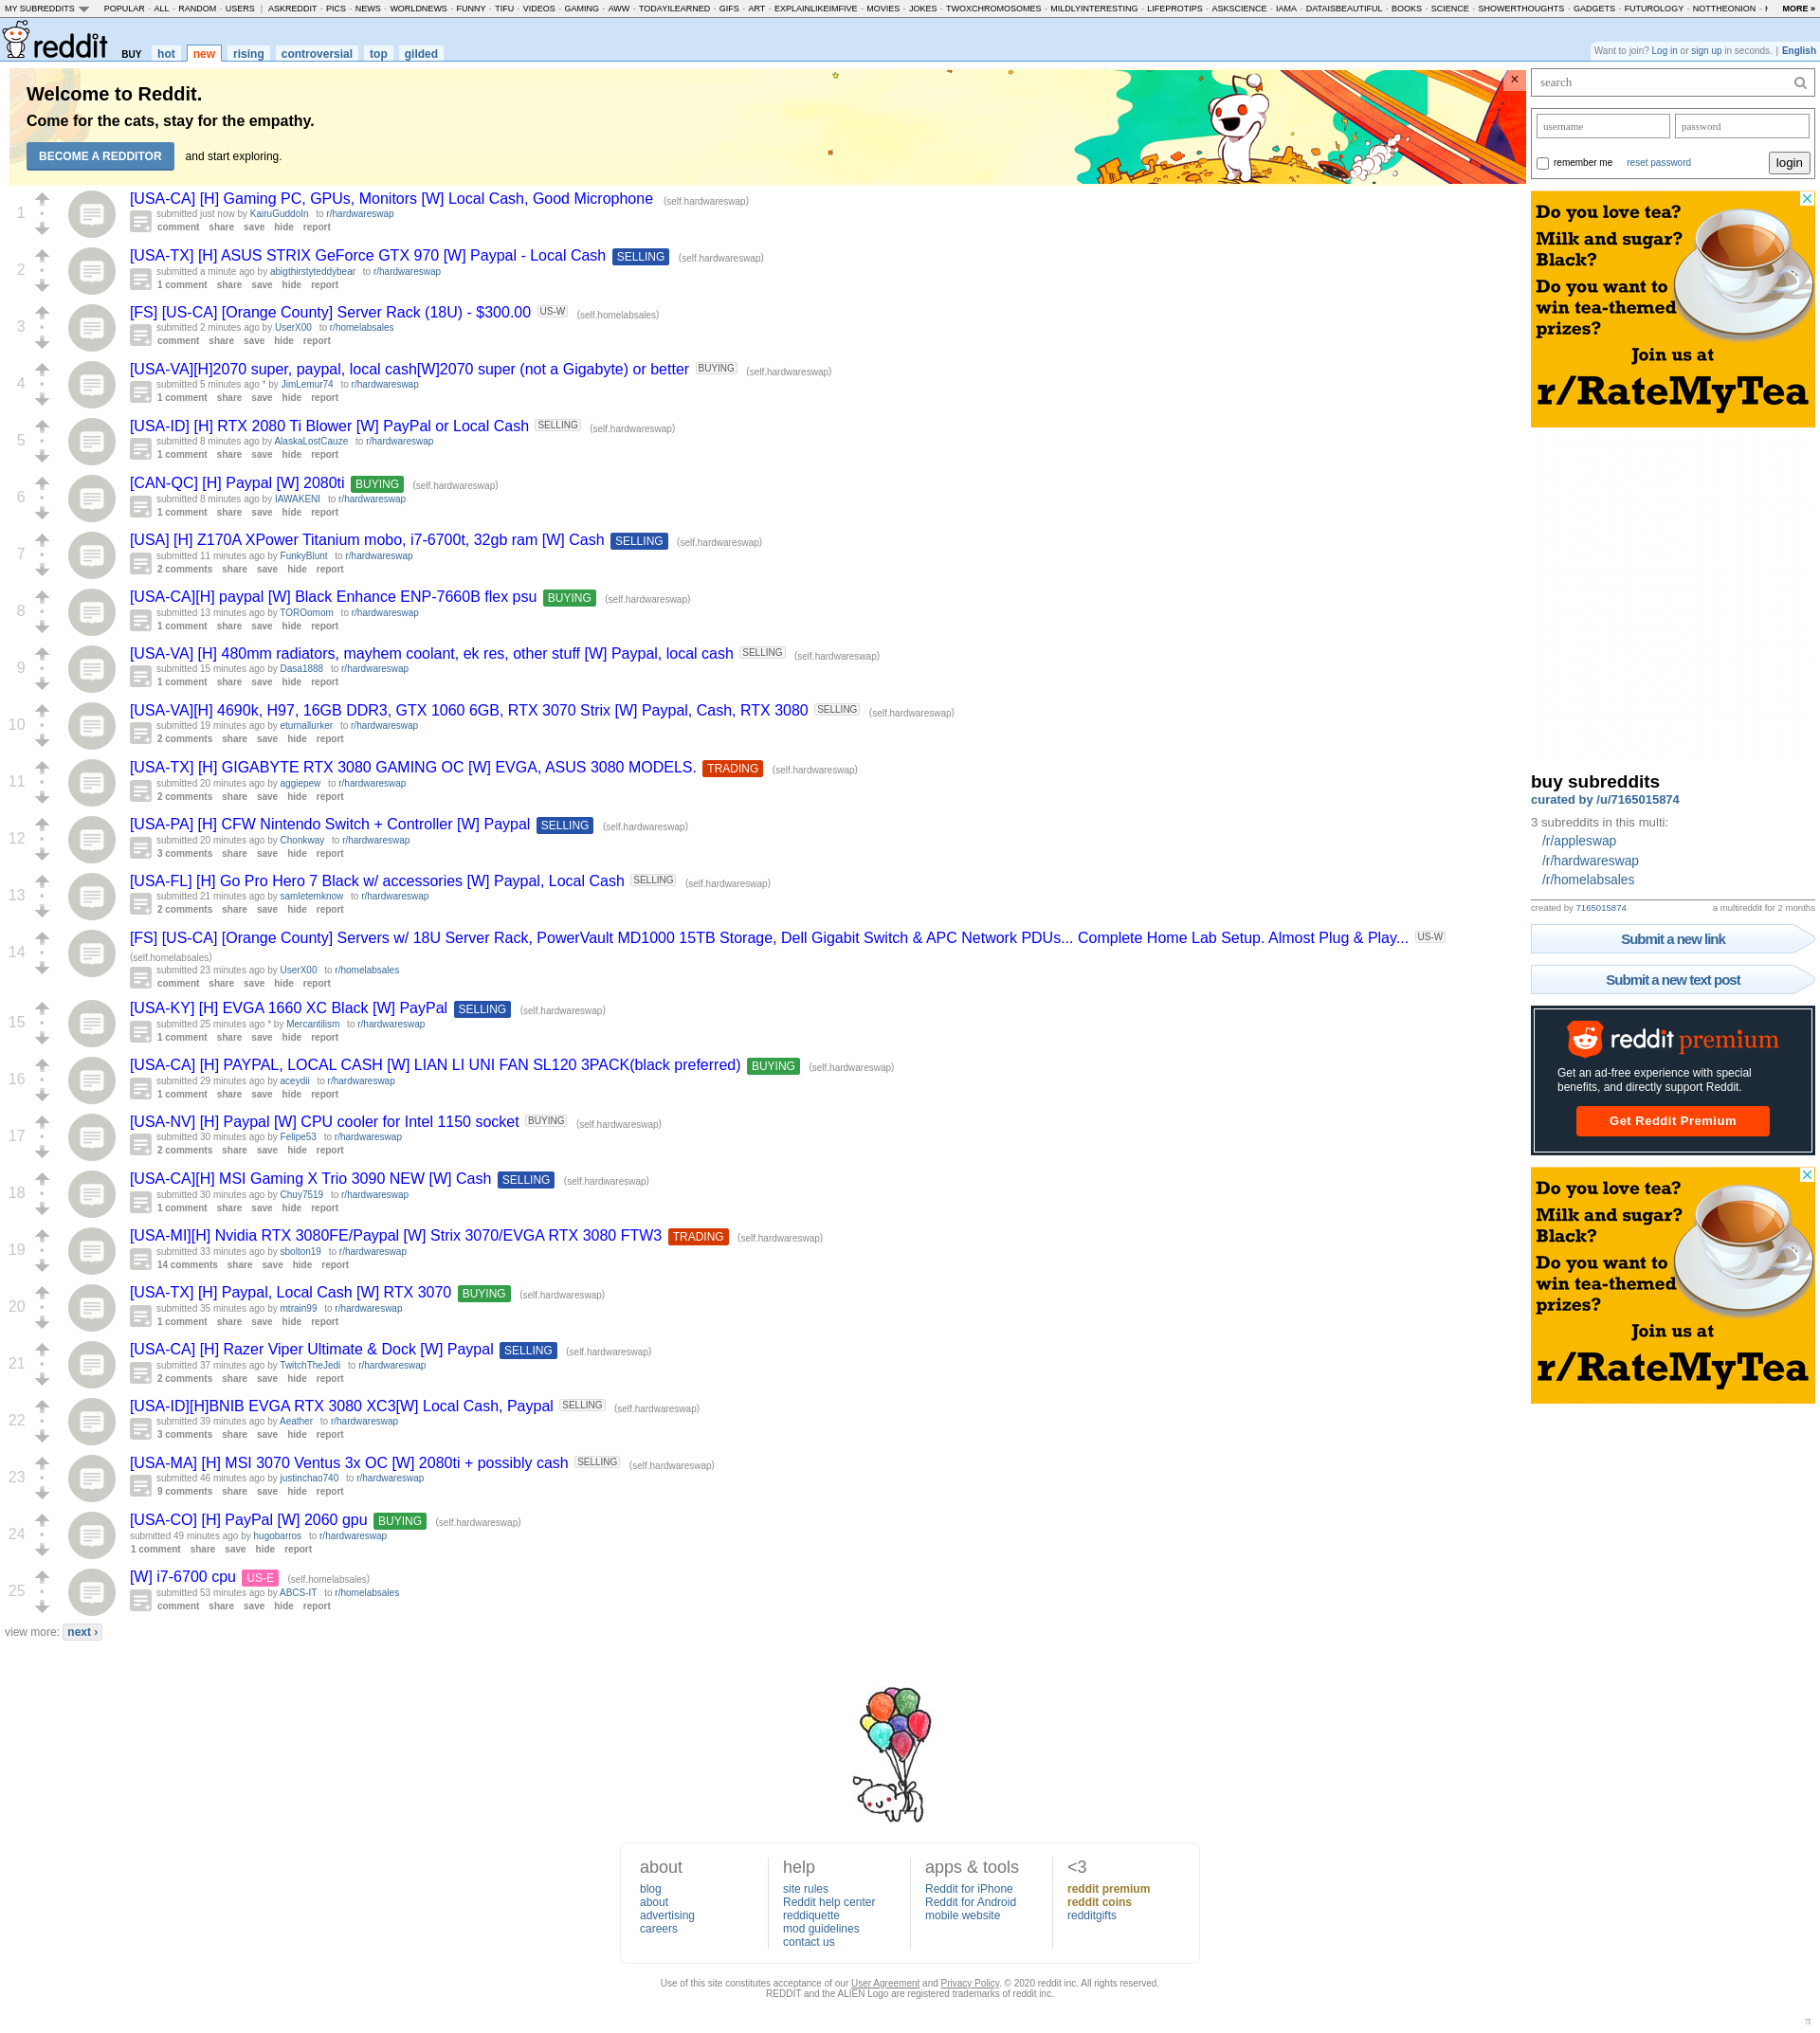 MY SUBREDDITS POPULAR - ALL - RANDOM - USERS | ASKREDDIT - PICS - NEWS - WORLDNEWS - FUNNY - TIFU - VIDEOS - GAMING - AWW - TODAYILEARNED - GIFS - ART - EXPLAINLIKEIMFIVE - MOVIES - JOKES - TWOXCHROMOSOMES - MILDLYINTERESTING - LIFEPROTIPS - ASKSCIENCE - IAMA - DATAISBEAUTIFUL - BOOKS - SCIENCE - SHOWERTHOUGHTS - GADGETS - FUTUROLOGY - NOTTHEONION - MORE »
reddit BUY hot new rising controversial top gilded
Want to join? Log in or sign up in seconds. | English
Welcome to Reddit.
Come for the cats, stay for the empathy.
BECOME A REDDITOR and start exploring.
×
1
[USA-CA] [H] Gaming PC, GPUs, Monitors [W] Local Cash, Good Microphone (self.hardwareswap)
submitted just now by KairuGuddoIn to r/hardwareswap
comment share save hide report
2
[USA-TX] [H] ASUS STRIX GeForce GTX 970 [W] Paypal - Local Cash SELLING (self.hardwareswap)
submitted a minute ago by abigthirstyteddybear to r/hardwareswap
1 comment share save hide report
3
[FS] [US-CA] [Orange County] Server Rack (18U) - $300.00 US-W (self.homelabsales)
submitted 2 minutes ago by UserX00 to r/homelabsales
comment share save hide report
4
[USA-VA][H]2070 super, paypal, local cash[W]2070 super (not a Gigabyte) or better BUYING (self.hardwareswap)
submitted 5 minutes ago * by JimLemur74 to r/hardwareswap
1 comment share save hide report
5
[USA-ID] [H] RTX 2080 Ti Blower [W] PayPal or Local Cash SELLING (self.hardwareswap)
submitted 8 minutes ago by AlaskaLostCauze to r/hardwareswap
1 comment share save hide report
6
[CAN-QC] [H] Paypal [W] 2080ti BUYING (self.hardwareswap)
submitted 8 minutes ago by IAWAKENI to r/hardwareswap
1 comment share save hide report
7
[USA] [H] Z170A XPower Titanium mobo, i7-6700t, 32gb ram [W] Cash SELLING (self.hardwareswap)
submitted 11 minutes ago by FunkyBlunt to r/hardwareswap
2 comments share save hide report
8
[USA-CA][H] paypal [W] Black Enhance ENP-7660B flex psu BUYING (self.hardwareswap)
submitted 13 minutes ago by TOROomom to r/hardwareswap
1 comment share save hide report
9
[USA-VA] [H] 480mm radiators, mayhem coolant, ek res, other stuff [W] Paypal, local cash SELLING (self.hardwareswap)
submitted 15 minutes ago by Dasa1888 to r/hardwareswap
1 comment share save hide report
10
[USA-VA][H] 4690k, H97, 16GB DDR3, GTX 1060 6GB, RTX 3070 Strix [W] Paypal, Cash, RTX 3080 SELLING (self.hardwareswap)
submitted 19 minutes ago by eturnallurker to r/hardwareswap
2 comments share save hide report
11
[USA-TX] [H] GIGABYTE RTX 3080 GAMING OC [W] EVGA, ASUS 3080 MODELS. TRADING (self.hardwareswap)
submitted 20 minutes ago by aggiepew to r/hardwareswap
2 comments share save hide report
12
[USA-PA] [H] CFW Nintendo Switch + Controller [W] Paypal SELLING (self.hardwareswap)
submitted 20 minutes ago by Chonkway to r/hardwareswap
3 comments share save hide report
13
[USA-FL] [H] Go Pro Hero 7 Black w/ accessories [W] Paypal, Local Cash SELLING (self.hardwareswap)
submitted 21 minutes ago by samletemknow to r/hardwareswap
2 comments share save hide report
14
[FS] [US-CA] [Orange County] Servers w/ 18U Server Rack, PowerVault MD1000 15TB Storage, Dell Gigabit Switch & APC Network PDUs... Complete Home Lab Setup. Almost Plug & Play... US-W
(self.homelabsales)
submitted 23 minutes ago by UserX00 to r/homelabsales
comment share save hide report
15
[USA-KY] [H] EVGA 1660 XC Black [W] PayPal SELLING (self.hardwareswap)
submitted 25 minutes ago * by Mercantilism to r/hardwareswap
1 comment share save hide report
16
[USA-CA] [H] PAYPAL, LOCAL CASH [W] LIAN LI UNI FAN SL120 3PACK(black preferred) BUYING (self.hardwareswap)
submitted 29 minutes ago by aceydii to r/hardwareswap
1 comment share save hide report
17
[USA-NV] [H] Paypal [W] CPU cooler for Intel 1150 socket BUYING (self.hardwareswap)
submitted 30 minutes ago by Felipe53 to r/hardwareswap
2 comments share save hide report
18
[USA-CA][H] MSI Gaming X Trio 3090 NEW [W] Cash SELLING (self.hardwareswap)
submitted 30 minutes ago by Chuy7519 to r/hardwareswap
1 comment share save hide report
19
[USA-MI][H] Nvidia RTX 3080FE/Paypal [W] Strix 3070/EVGA RTX 3080 FTW3 TRADING (self.hardwareswap)
submitted 33 minutes ago by sbolton19 to r/hardwareswap
14 comments share save hide report
20
[USA-TX] [H] Paypal, Local Cash [W] RTX 3070 BUYING (self.hardwareswap)
submitted 35 minutes ago by mtrain99 to r/hardwareswap
1 comment share save hide report
21
[USA-CA] [H] Razer Viper Ultimate & Dock [W] Paypal SELLING (self.hardwareswap)
submitted 37 minutes ago by TwitchTheJedi to r/hardwareswap
2 comments share save hide report
22
[USA-ID][H]BNIB EVGA RTX 3080 XC3[W] Local Cash, Paypal SELLING (self.hardwareswap)
submitted 39 minutes ago by Aeather to r/hardwareswap
3 comments share save hide report
23
[USA-MA] [H] MSI 3070 Ventus 3x OC [W] 2080ti + possibly cash SELLING (self.hardwareswap)
submitted 46 minutes ago by justinchao740 to r/hardwareswap
9 comments share save hide report
24
[USA-CO] [H] PayPal [W] 2060 gpu BUYING (self.hardwareswap)
submitted 49 minutes ago by hugobarros to r/hardwareswap
1 comment share save hide report
25
[W] i7-6700 cpu US-E (self.homelabsales)
submitted 53 minutes ago by ABCS-IT to r/homelabsales
comment share save hide report
view more: next ›
search
username password
remember me reset password login
Do you love tea?
Milk and sugar?
Black?
Do you want to
win tea-themed
prizes?
Join us at
r/RateMyTea
buy subreddits
curated by /u/7165015874
3 subreddits in this multi:
/r/appleswap
/r/hardwareswap
/r/homelabsales
created by 7165015874 a multireddit for 2 months
Submit a new link
Submit a new text post
reddit premium
Get an ad-free experience with special
benefits, and directly support Reddit.
Get Reddit Premium
Do you love tea?
Milk and sugar?
Black?
Do you want to
win tea-themed
prizes?
Join us at
r/RateMyTea
about
blog
about
advertising
careers
help
site rules
Reddit help center
reddiquette
mod guidelines
contact us
apps & tools
Reddit for iPhone
Reddit for Android
mobile website
<3
reddit premium
reddit coins
redditgifts
Use of this site constitutes acceptance of our User Agreement and Privacy Policy. © 2020 reddit inc. All rights reserved.
REDDIT and the ALIEN Logo are registered trademarks of reddit inc.
π